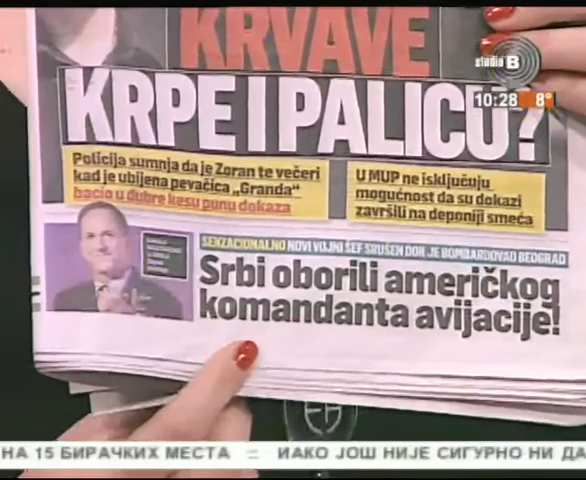 KRVAVE
studio B
KRPE I PALICU?
10:28 8°
Policija sumnja da je Zoran te večeri
kad je ubijena pevačica „Granda“
bacio u đubre kesu punu dokaza
U MUP ne isključuju
mogućnost da su dokazi
završili na deponiji smeća
SENZACIONALNO NOVI VOJNI ŠEF SRUŠEN DOK JE BOMBARDOVAO BEOGRAD
Srbi oborili američkog
komandanta avijacije!
НА 15 БИРАЧКИХ МЕСТА :: ИАКО ЈОШ НИЈЕ СИГУРНО НИ ДА